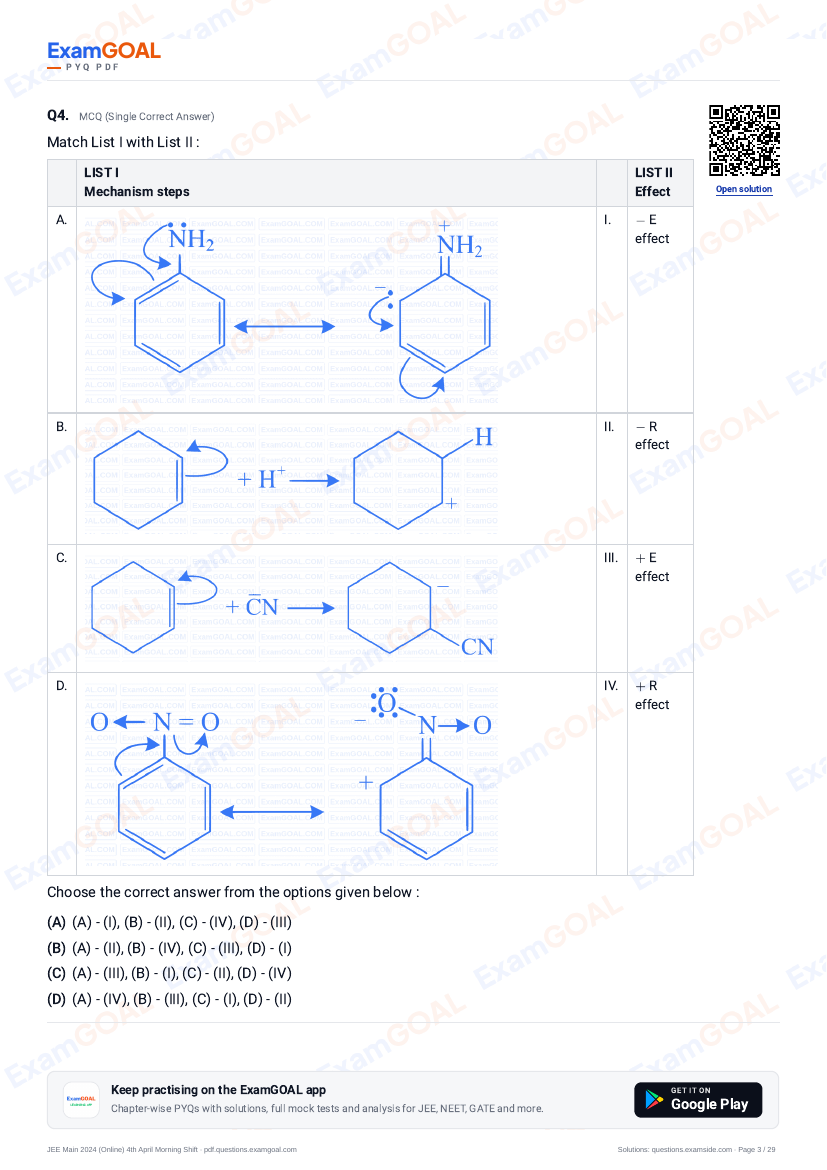 ExamGOAL
PYQ PDF
Q4. MCQ (Single Correct Answer)
Match List I with List II :
Open solution
LIST I
Mechanism steps
LIST II
Effect
A.
NH2
+
NH2
−
I.
− E
effect
B.
+ H+
H
+
II.
− R
effect
C.
+ C̅N
−
CN
III.
+ E
effect
D.
O
N = O
−
O
N
O
+
IV.
+ R
effect
Choose the correct answer from the options given below :
(A) (A) - (I), (B) - (II), (C) - (IV), (D) - (III)
(B) (A) - (II), (B) - (IV), (C) - (III), (D) - (I)
(C) (A) - (III), (B) - (I), (C) - (II), (D) - (IV)
(D) (A) - (IV), (B) - (III), (C) - (I), (D) - (II)
ExamGOAL
Keep practising on the ExamGOAL app
Chapter-wise PYQs with solutions, full mock tests and analysis for JEE, NEET, GATE and more.
GET IT ON
Google Play
JEE Main 2024 (Online) 4th April Morning Shift · pdf.questions.examgoal.com
Solutions: questions.examside.com · Page 3 / 29